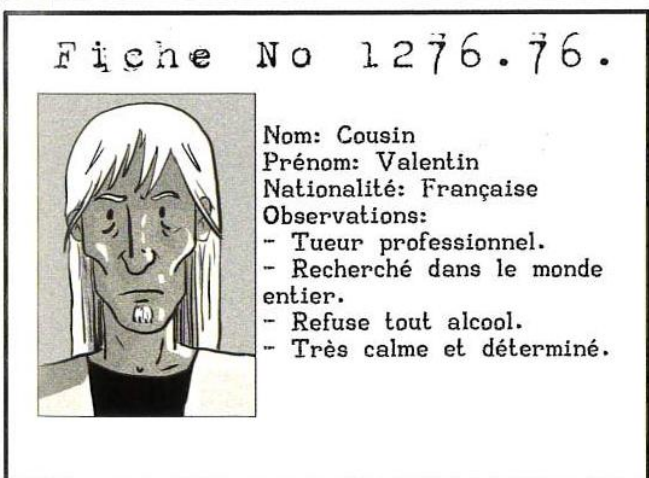 Fiche No 1276.76.
Nom: Cousin
Prénom: Valentin
Nationalité: Française
Observations:
- Tueur professionnel.
- Recherché dans le monde
entier.
- Refuse tout alcool.
- Très calme et déterminé.